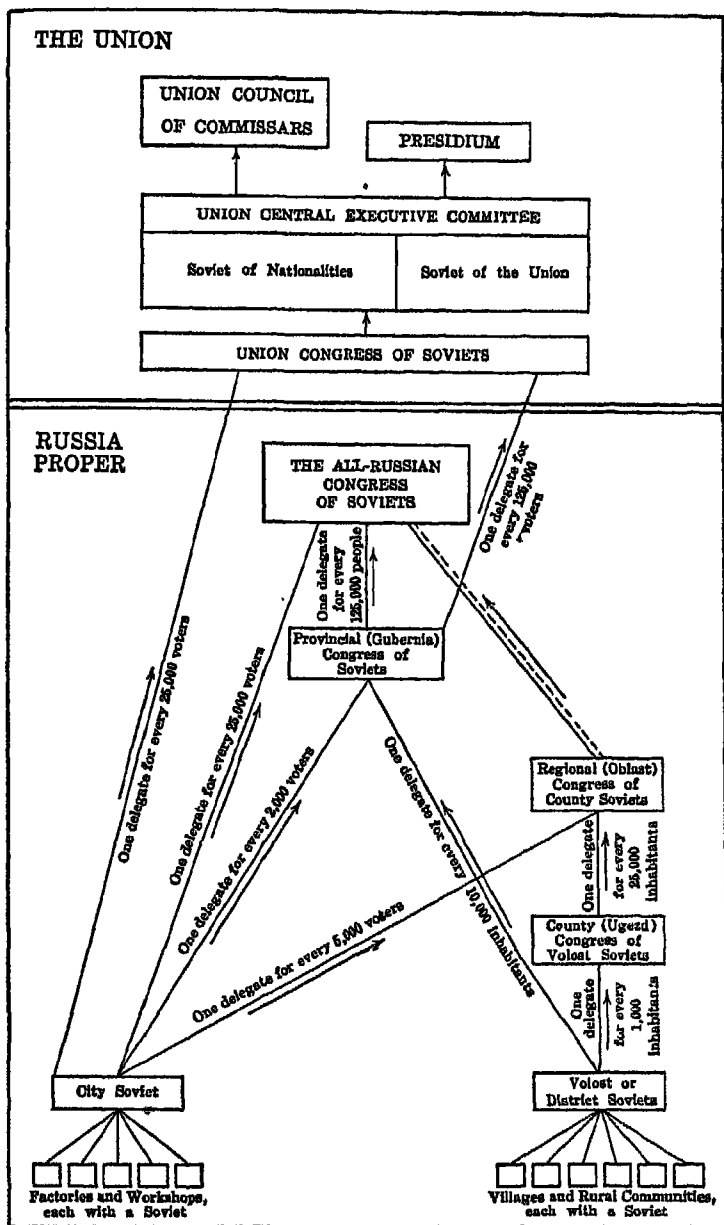 THE UNION
UNION COUNCIL
OF COMMISSARS
PRESIDIUM
UNION CENTRAL EXECUTIVE COMMITTEE
Soviet of Nationalities
Soviet of the Union
UNION CONGRESS OF SOVIETS
RUSSIA
PROPER
THE ALL-RUSSIAN
CONGRESS
OF SOVIETS
One delegate for
every 125,000
voters
One delegate
for every
125,000 people
Provincial (Gubernia)
Congress of
Soviets
One delegate for every 25,000 voters
One delegate for every 25,000 voters
One delegate for every 2,000 voters
One delegate for every 10,000 inhabitants
One delegate for every 5,000 voters
Regional (Oblast)
Congress of
County Soviets
One delegate
for every
25,000
inhabitants
County (Ugezd)
Congress of
Volost Soviets
One
delegate
for every
1,000
inhabitants
City Soviet
Volost or
District Soviets
Factories and Workshops,
each with a Soviet
Villages and Rural Communities,
each with a Soviet